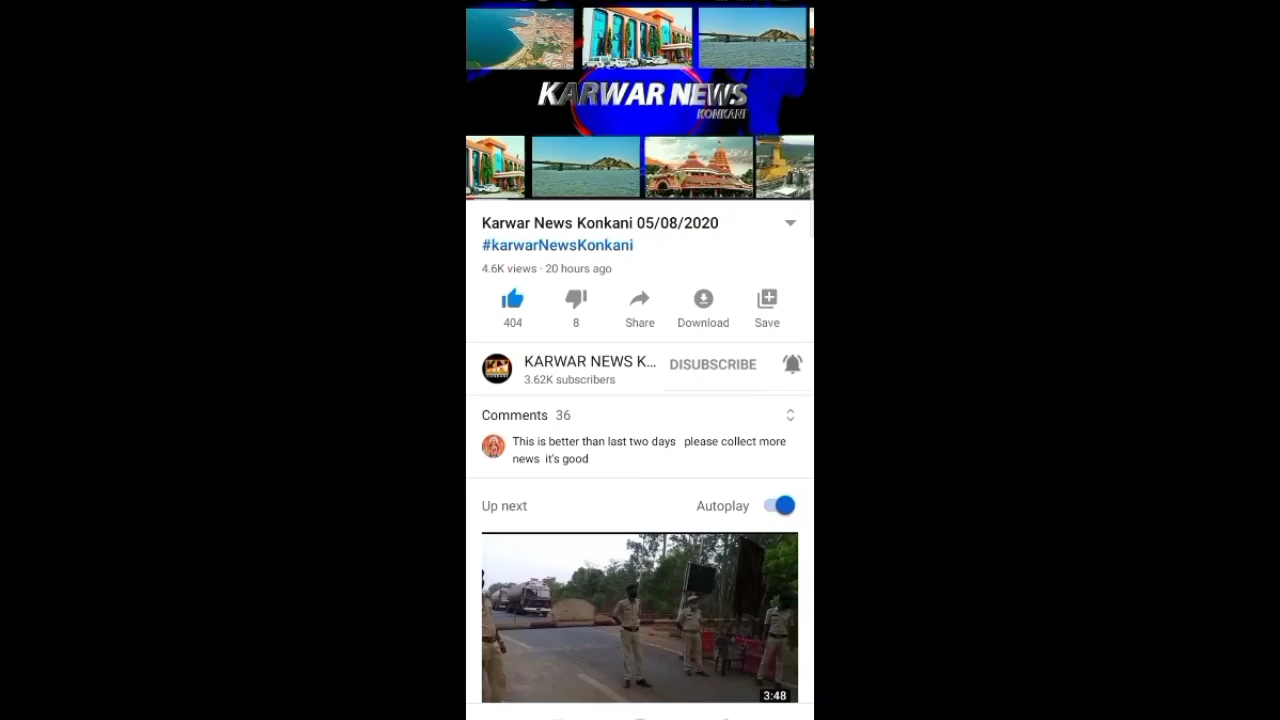 KARWAR NEWS
KONKANI
Karwar News Konkani 05/08/2020
#karwarNewsKonkani
4.6K views · 20 hours ago
404
8
Share
Download
Save
KARWAR NEWS K...
DISUBSCRIBE
3.62K subscribers
Comments 36
This is better than last two days please collect more
news it's good
Up next
Autoplay
3:48